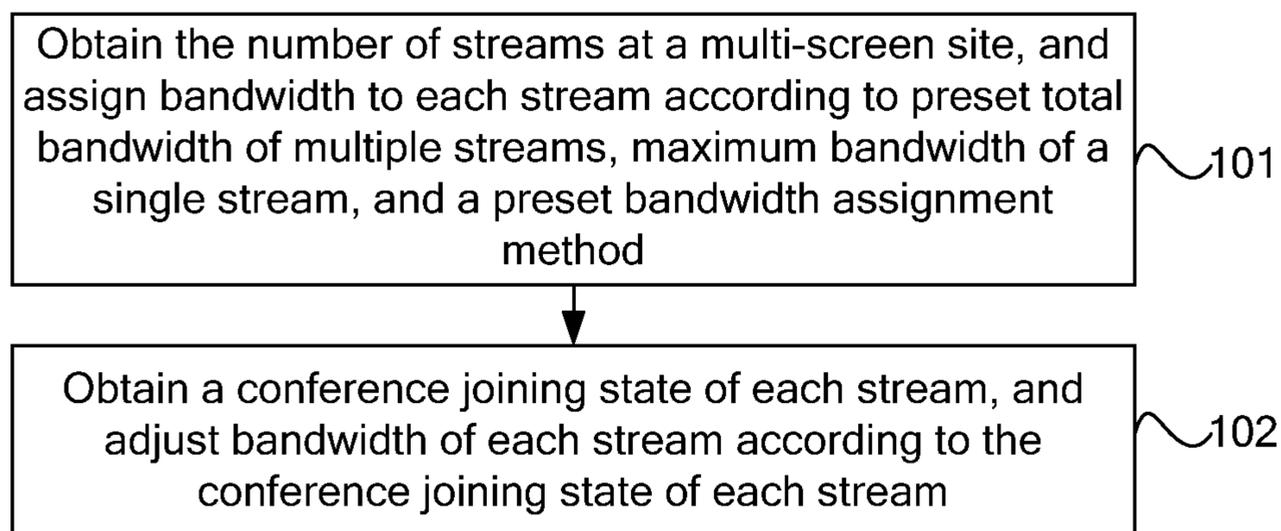 Obtain the number of streams at a multi-screen site, and
assign bandwidth to each stream according to preset total
bandwidth of multiple streams, maximum bandwidth of a
single stream, and a preset bandwidth assignment
method
101
Obtain a conference joining state of each stream, and
adjust bandwidth of each stream according to the
conference joining state of each stream
102